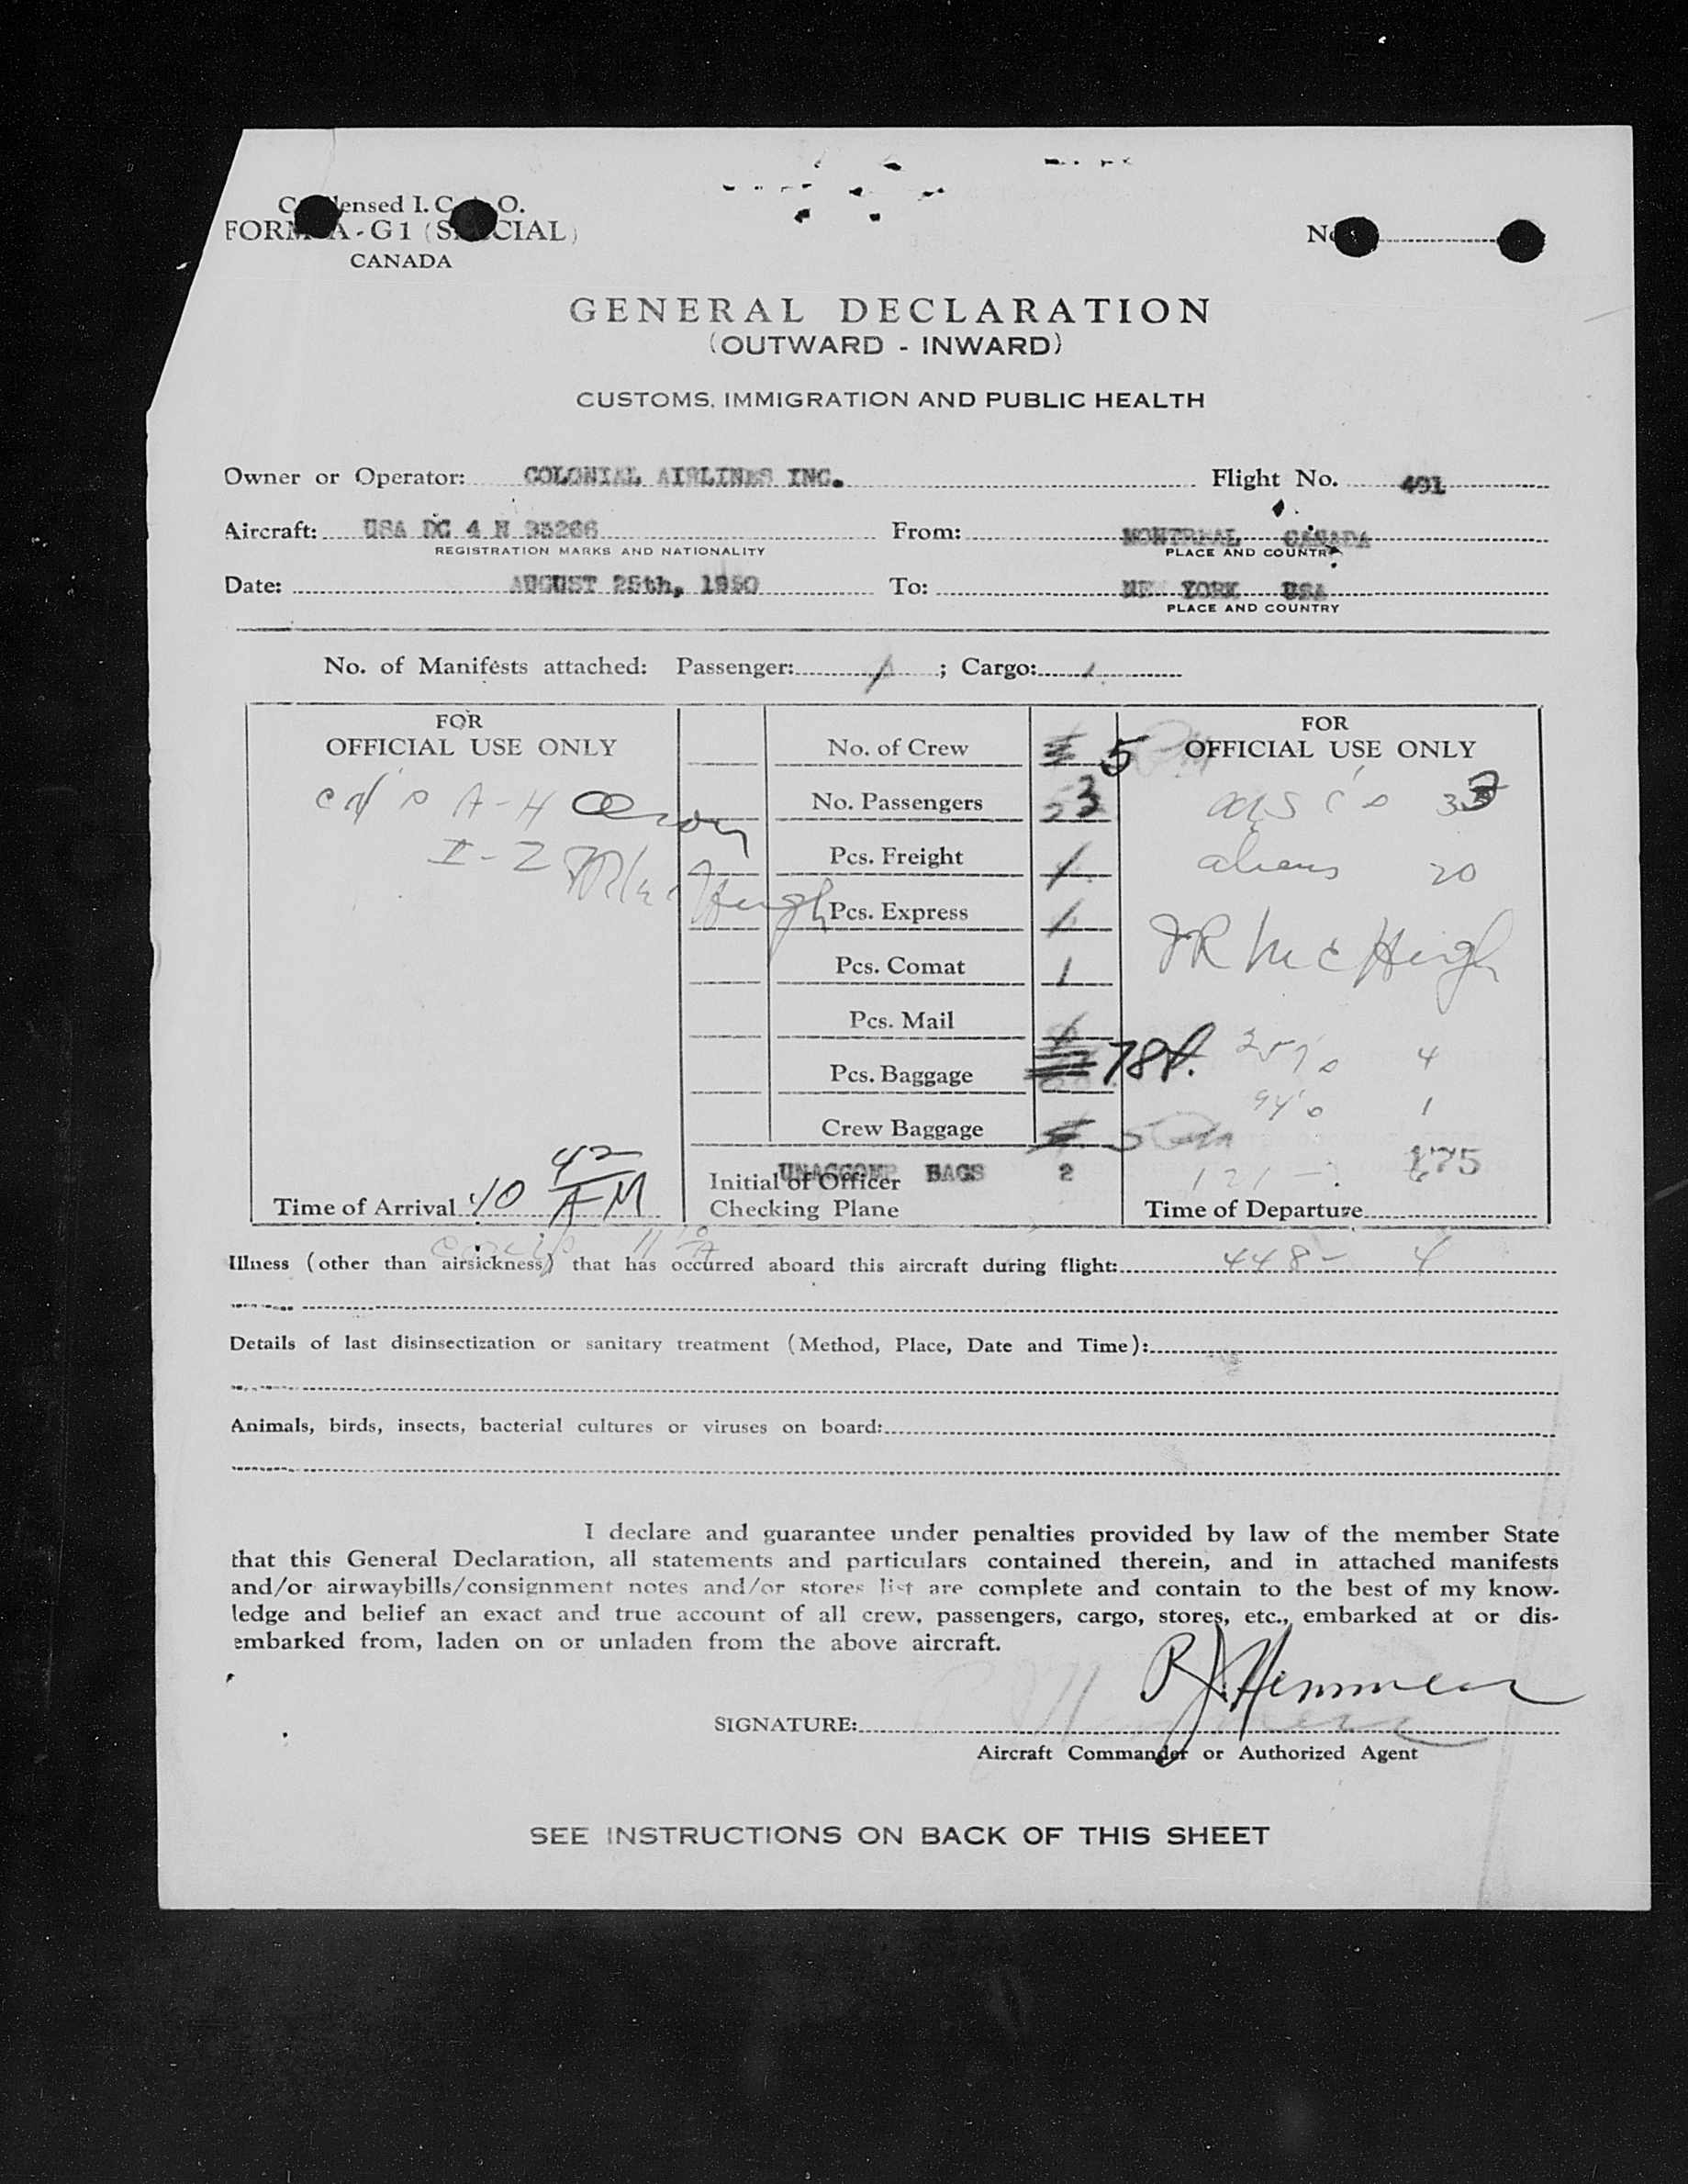 Condensed I. C. A. O.
FORM A - G 1 (SPECIAL)
CANADA
No.
GENERAL DECLARATION
(OUTWARD - INWARD)
CUSTOMS, IMMIGRATION AND PUBLIC HEALTH
Owner or Operator: COLONIAL AIRLINES INC. Flight No. 401
Aircraft: USA DC 4 N 95266 From: MONTREAL CANADA
REGISTRATION MARKS AND NATIONALITY PLACE AND COUNTRY
Date: AUGUST 25th, 1950 To: NEW YORK USA
PLACE AND COUNTRY
No. of Manifests attached: Passenger: 1 ; Cargo: 1
FOR
OFFICIAL USE ONLY
A-H
I-Z
Time of Arrival 10 42 AM
No. of Crew 5
No. Passengers 53
Pcs. Freight 1
Pcs. Express 1
Pcs. Comat 1
Pcs. Mail
Pcs. Baggage 78
Crew Baggage 5
UNACCOMP BAGS 2
Initial of Officer
Checking Plane
FOR
OFFICIAL USE ONLY
33
aliens 20
JR McHugh
257's 4
94's 1
121 - 175
Time of Departure
Illness (other than airsickness) that has occurred aboard this aircraft during flight: 448 - 4
Details of last disinsectization or sanitary treatment (Method, Place, Date and Time):
Animals, birds, insects, bacterial cultures or viruses on board:
I declare and guarantee under penalties provided by law of the member State
that this General Declaration, all statements and particulars contained therein, and in attached manifests
and/or airwaybills/consignment notes and/or stores list are complete and contain to the best of my know-
ledge and belief an exact and true account of all crew, passengers, cargo, stores, etc., embarked at or dis-
embarked from, laden on or unladen from the above aircraft.
SIGNATURE:
Aircraft Commander or Authorized Agent
SEE INSTRUCTIONS ON BACK OF THIS SHEET